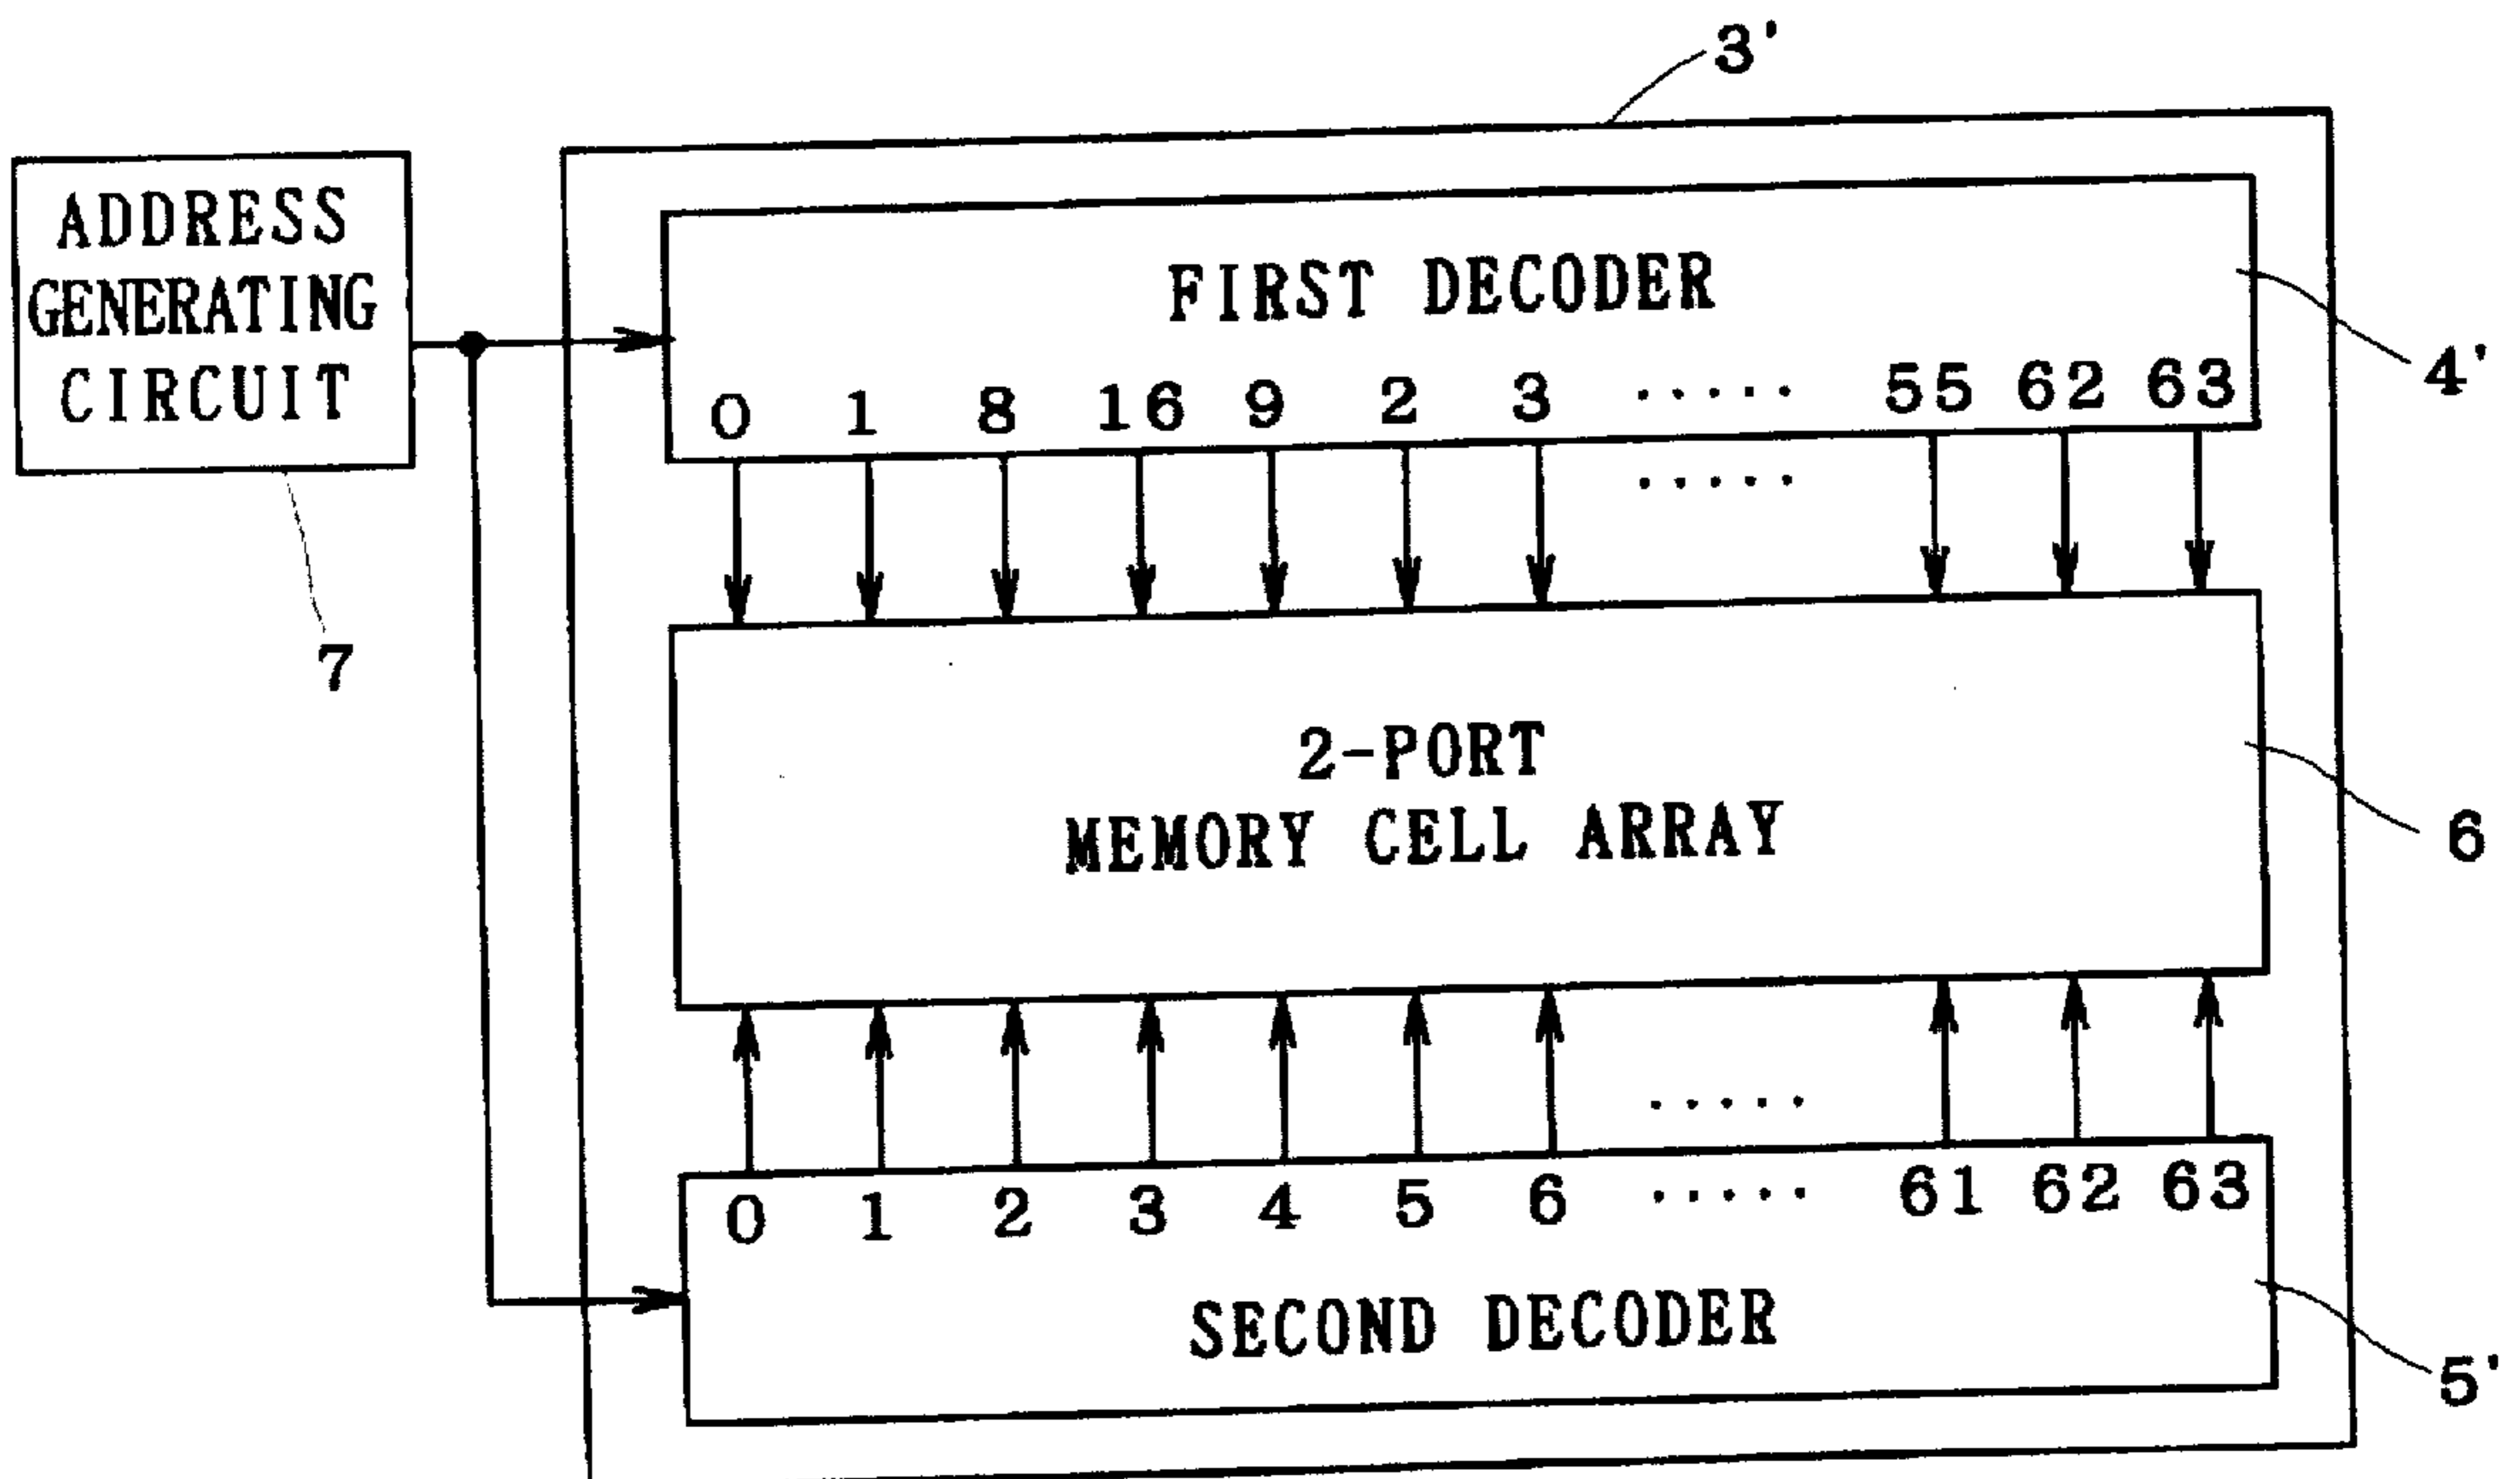 3'
ADDRESS
GENERATING
CIRCUIT
7
FIRST DECODER
4'
0 1 8 16 9 2 3 ····· 55 62 63
·····
2-PORT
MEMORY CELL ARRAY
6
·····
0 1 2 3 4 5 6 ····· 61 62 63
SECOND DECODER
5'